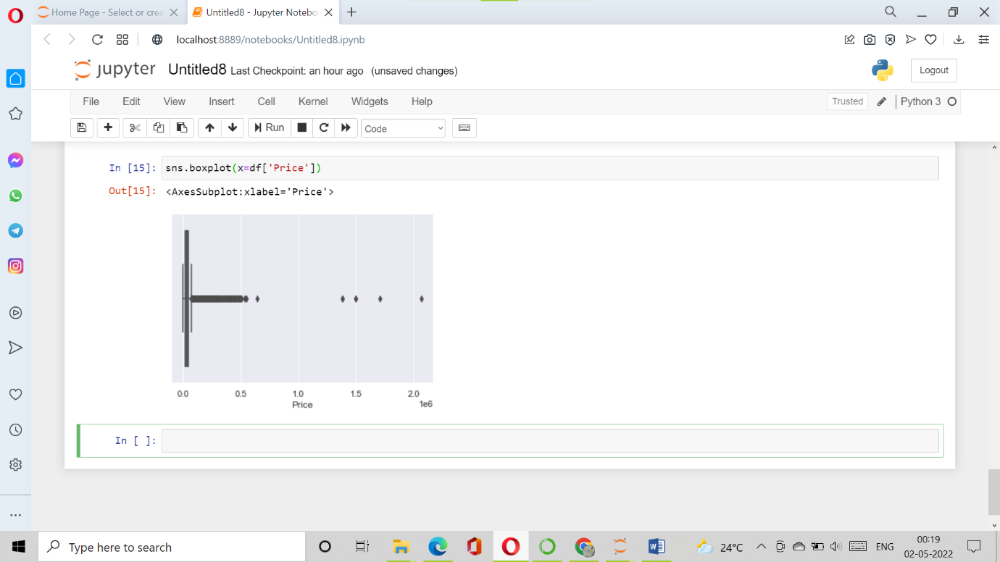 Home Page - Select or crea
Untitled8 - Jupyter Notebo
localhost:8889/notebooks/Untitled8.ipynb
jupyter Untitled8 Last Checkpoint: an hour ago (unsaved changes)
Logout
File Edit View Insert Cell Kernel Widgets Help
Trusted Python 3
Run Code
In [15]: sns.boxplot(x=df['Price'])
Out[15]: <AxesSubplot:xlabel='Price'>
0.0 0.5 1.0 1.5 2.0
Price 1e6
In [ ]:
Type here to search
24°C ENG
00:19
02-05-2022